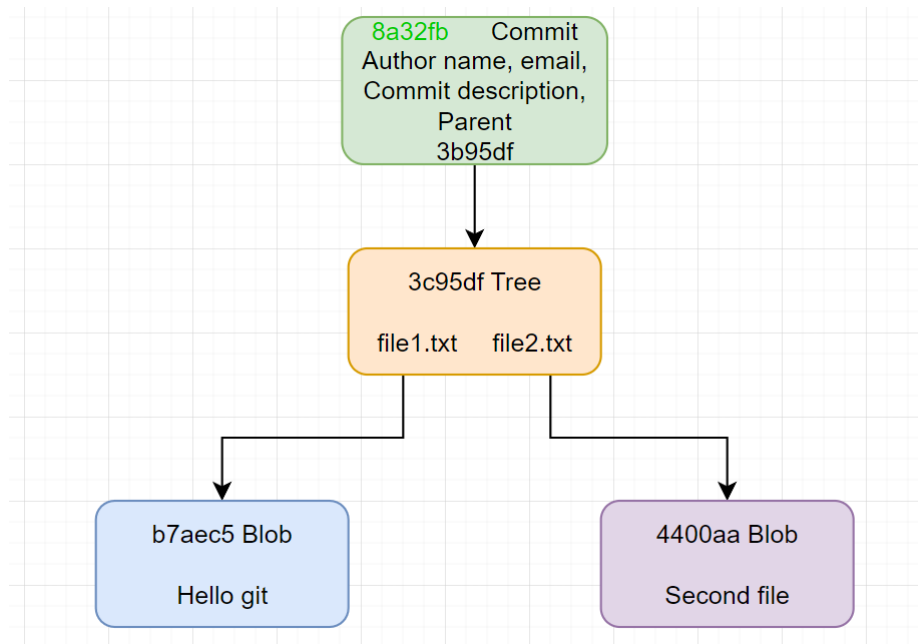 8a32fb Commit
Author name, email,
Commit description,
Parent
3b95df
3c95df Tree
file1.txt file2.txt
b7aec5 Blob
Hello git
4400aa Blob
Second file